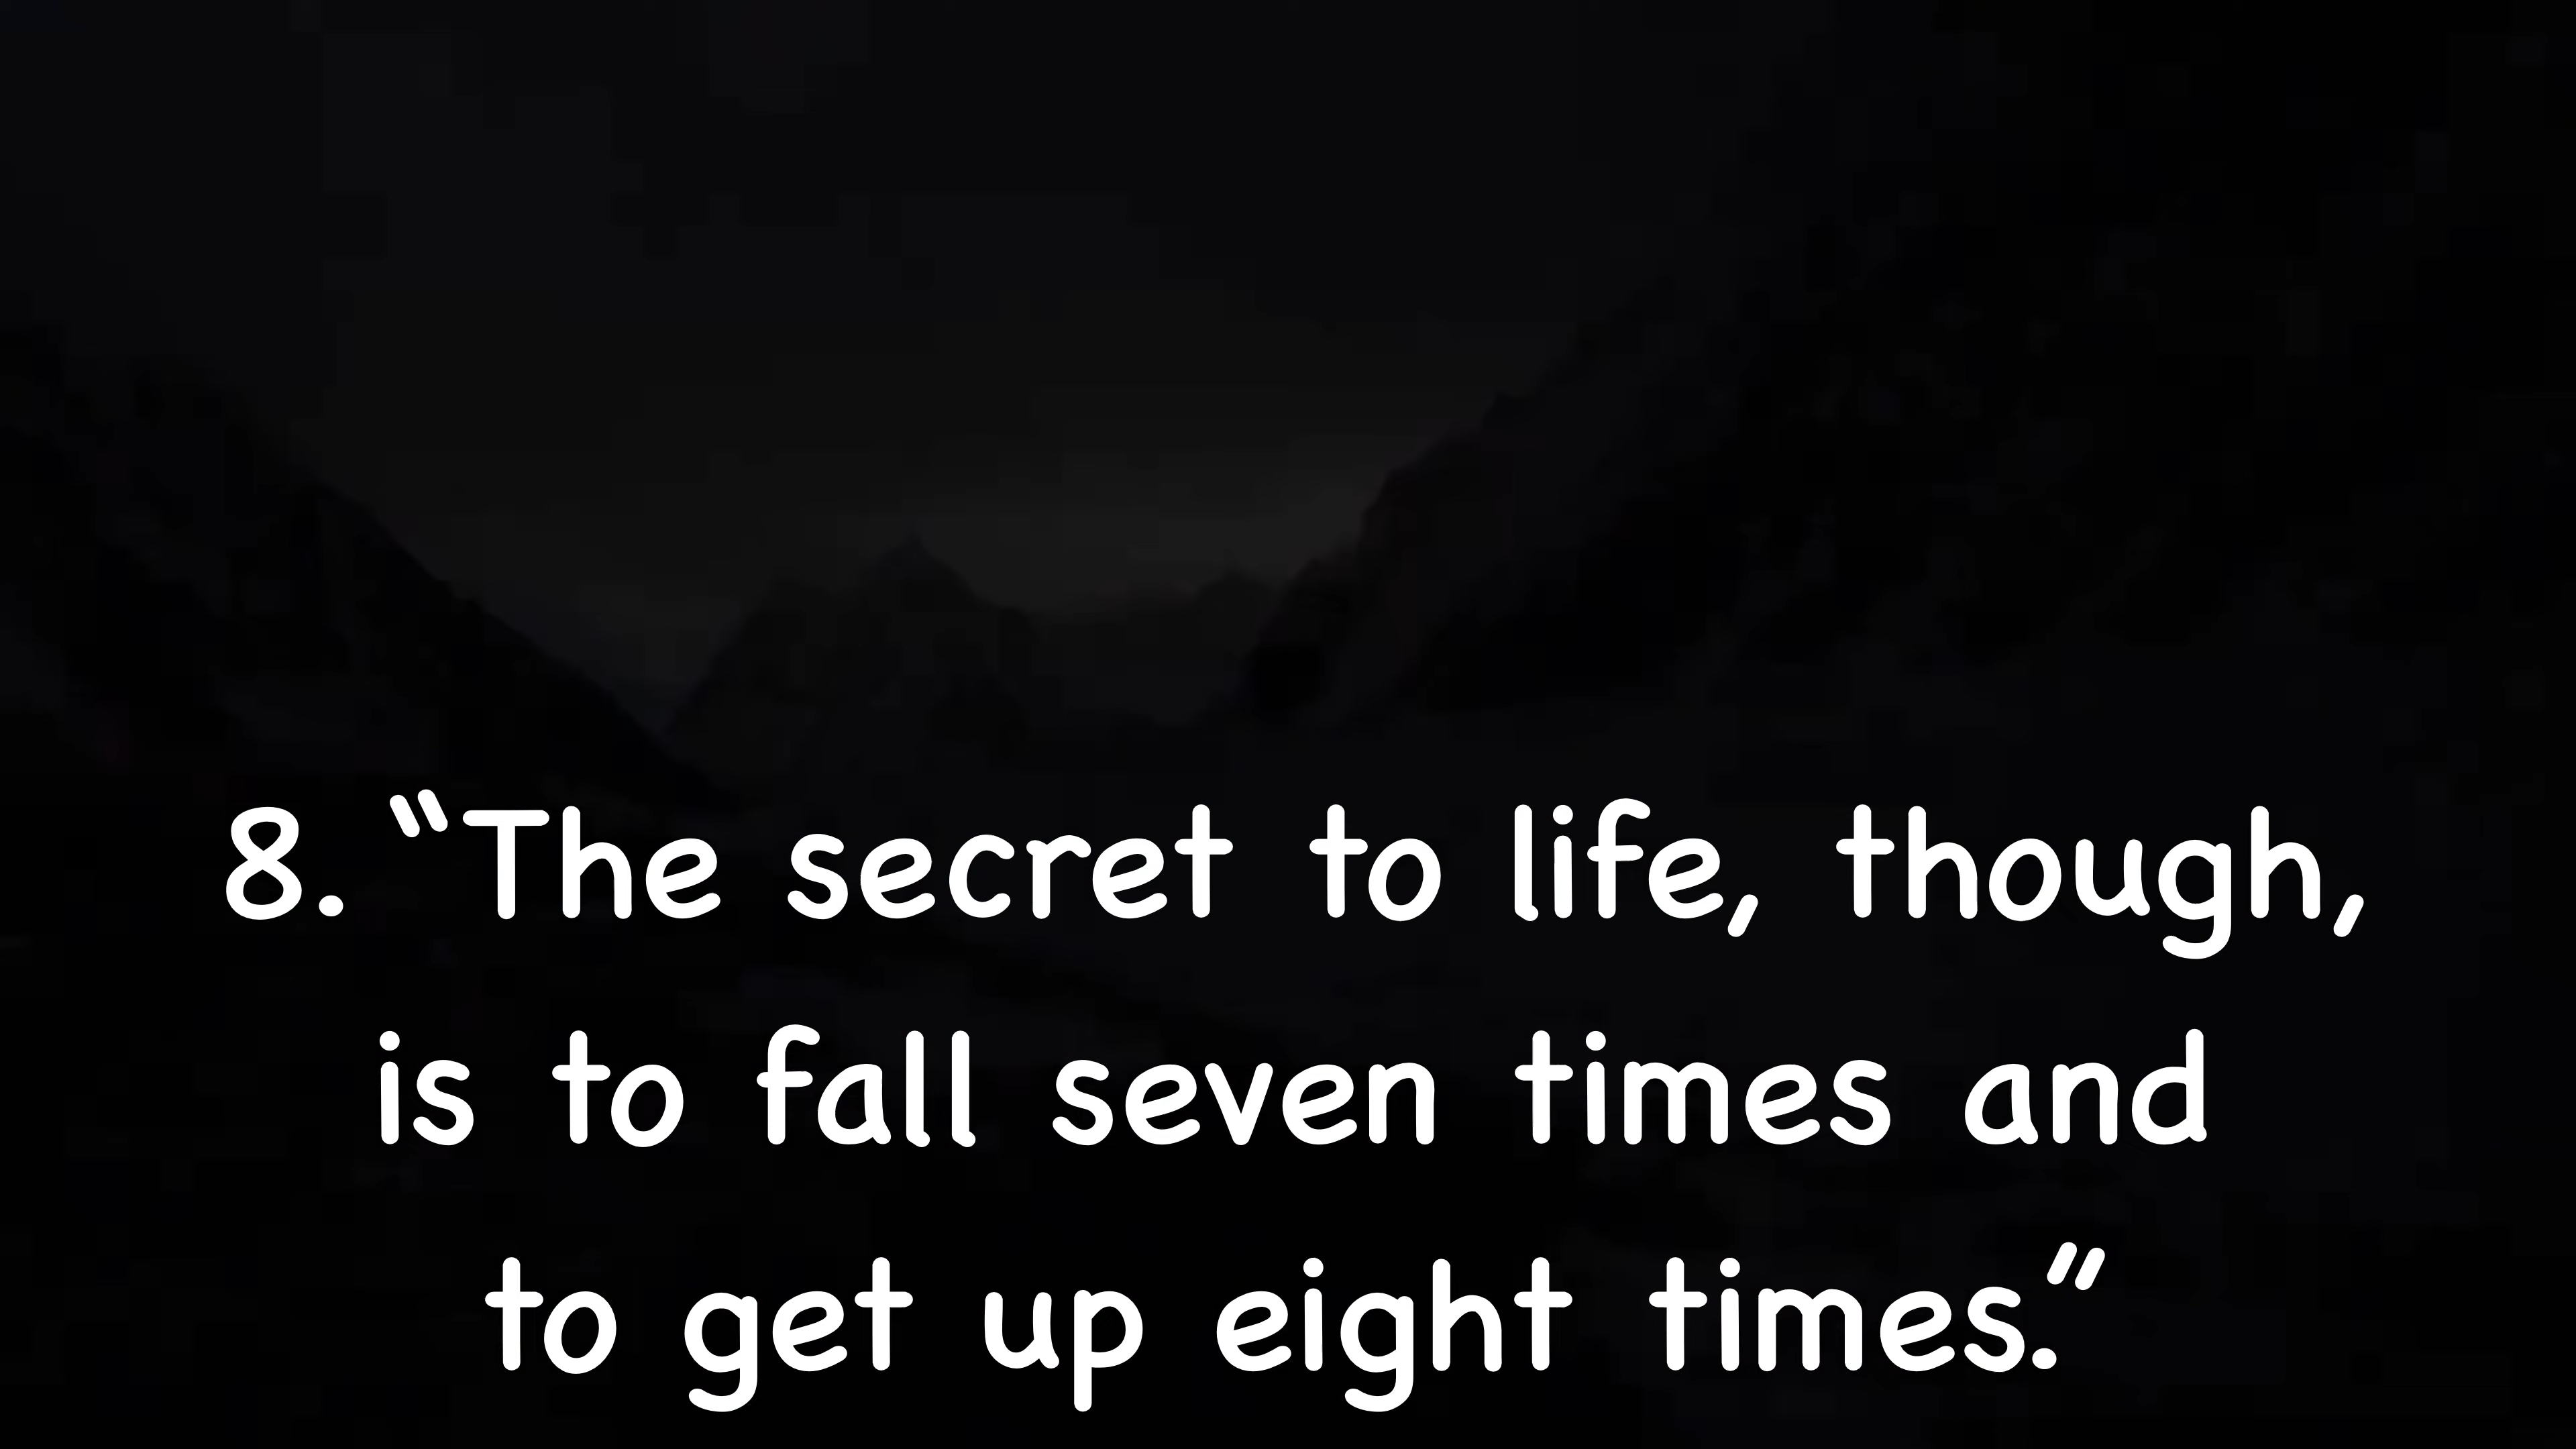 8. “The secret to life, though,
is to fall seven times and
to get up eight times.”